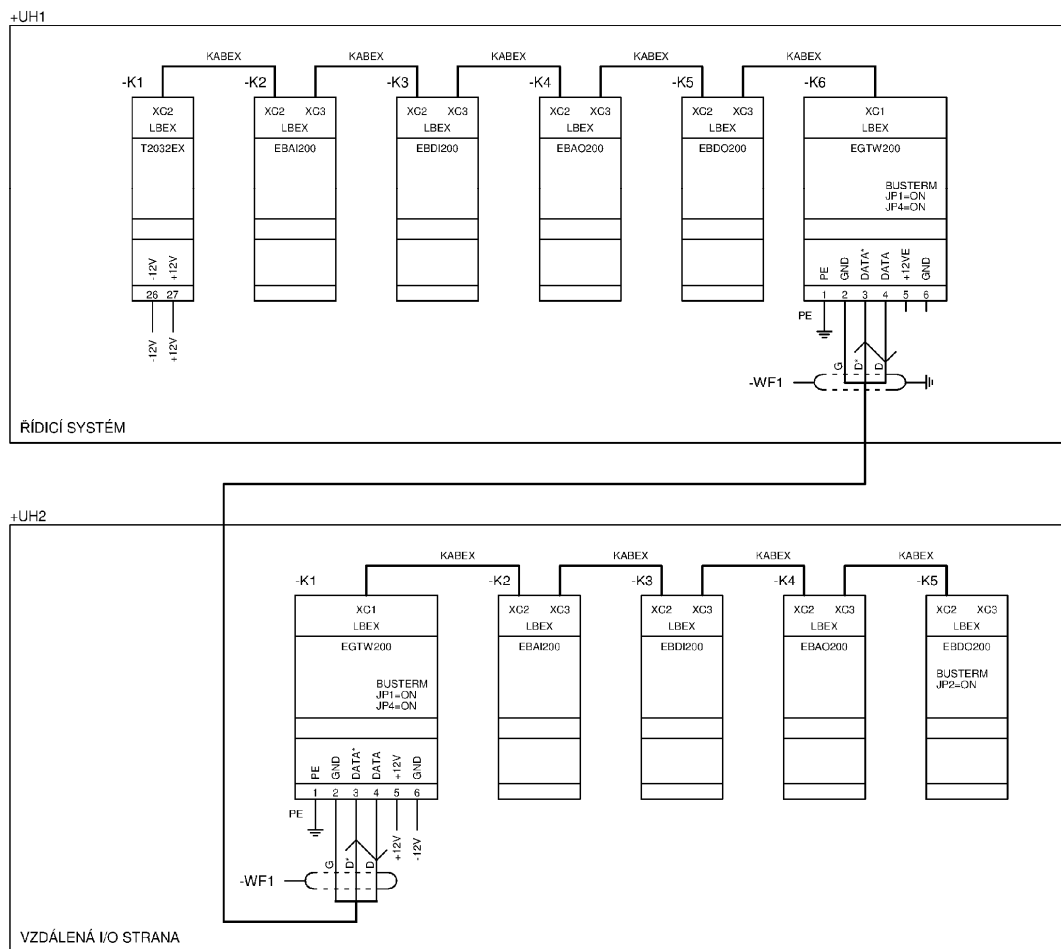 +UH1
KABEX KABEX KABEX KABEX KABEX
-K1 -K2 -K3 -K4 -K5 -K6
XC2 XC2 XC3 XC2 XC3 XC2 XC3 XC2 XC3 XC1
LBEX LBEX LBEX LBEX LBEX LBEX
T2032EX EBAI200 EBDI200 EBAO200 EBDO200 EGTW200
BUSTERM
JP1=ON
JP4=ON
-12V +12V PE GND DATA* DATA +12VE GND
26 27 1 2 3 4 5 6
PE
-12V +12V
G D* D
-WF1
ŘÍDICÍ SYSTÉM
+UH2
KABEX KABEX KABEX KABEX
-K1 -K2 -K3 -K4 -K5
XC1 XC2 XC3 XC2 XC3 XC2 XC3 XC2 XC3
LBEX LBEX LBEX LBEX LBEX
EGTW200 EBAI200 EBDI200 EBAO200 EBDO200
BUSTERM BUSTERM
JP1=ON JP2=ON
JP4=ON
PE GND DATA* DATA +12V GND
1 2 3 4 5 6
PE
+12V -12V
G D* D
-WF1
VZDÁLENÁ I/O STRANA